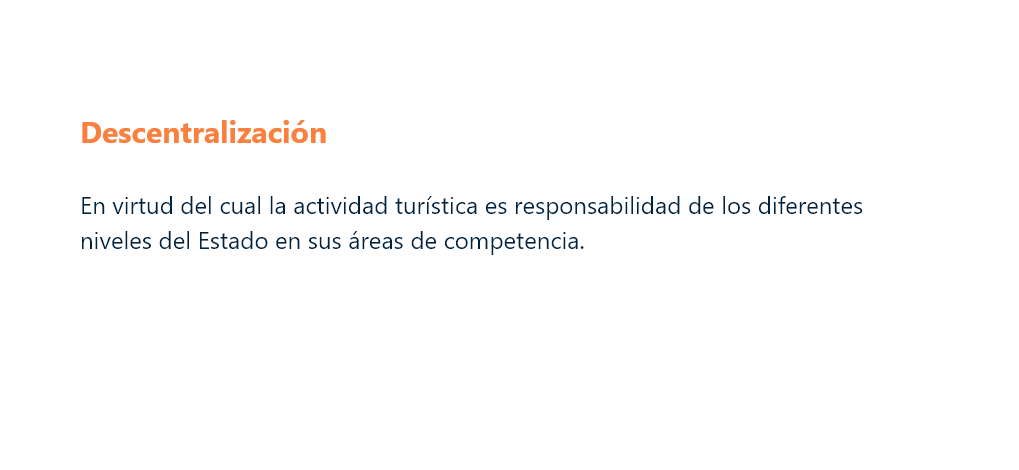 Descentralización
En virtud del cual la actividad turística es responsabilidad de los diferentes
niveles del Estado en sus áreas de competencia.